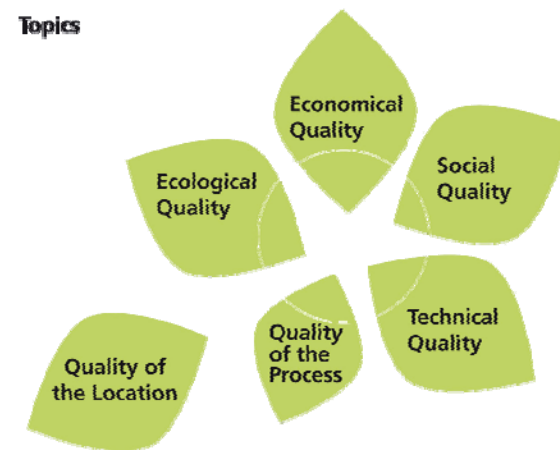 Topics
Economical
Quality
Social
Quality
Ecological
Quality
Technical
Quality
Quality
of the
Process
Quality of
the Location